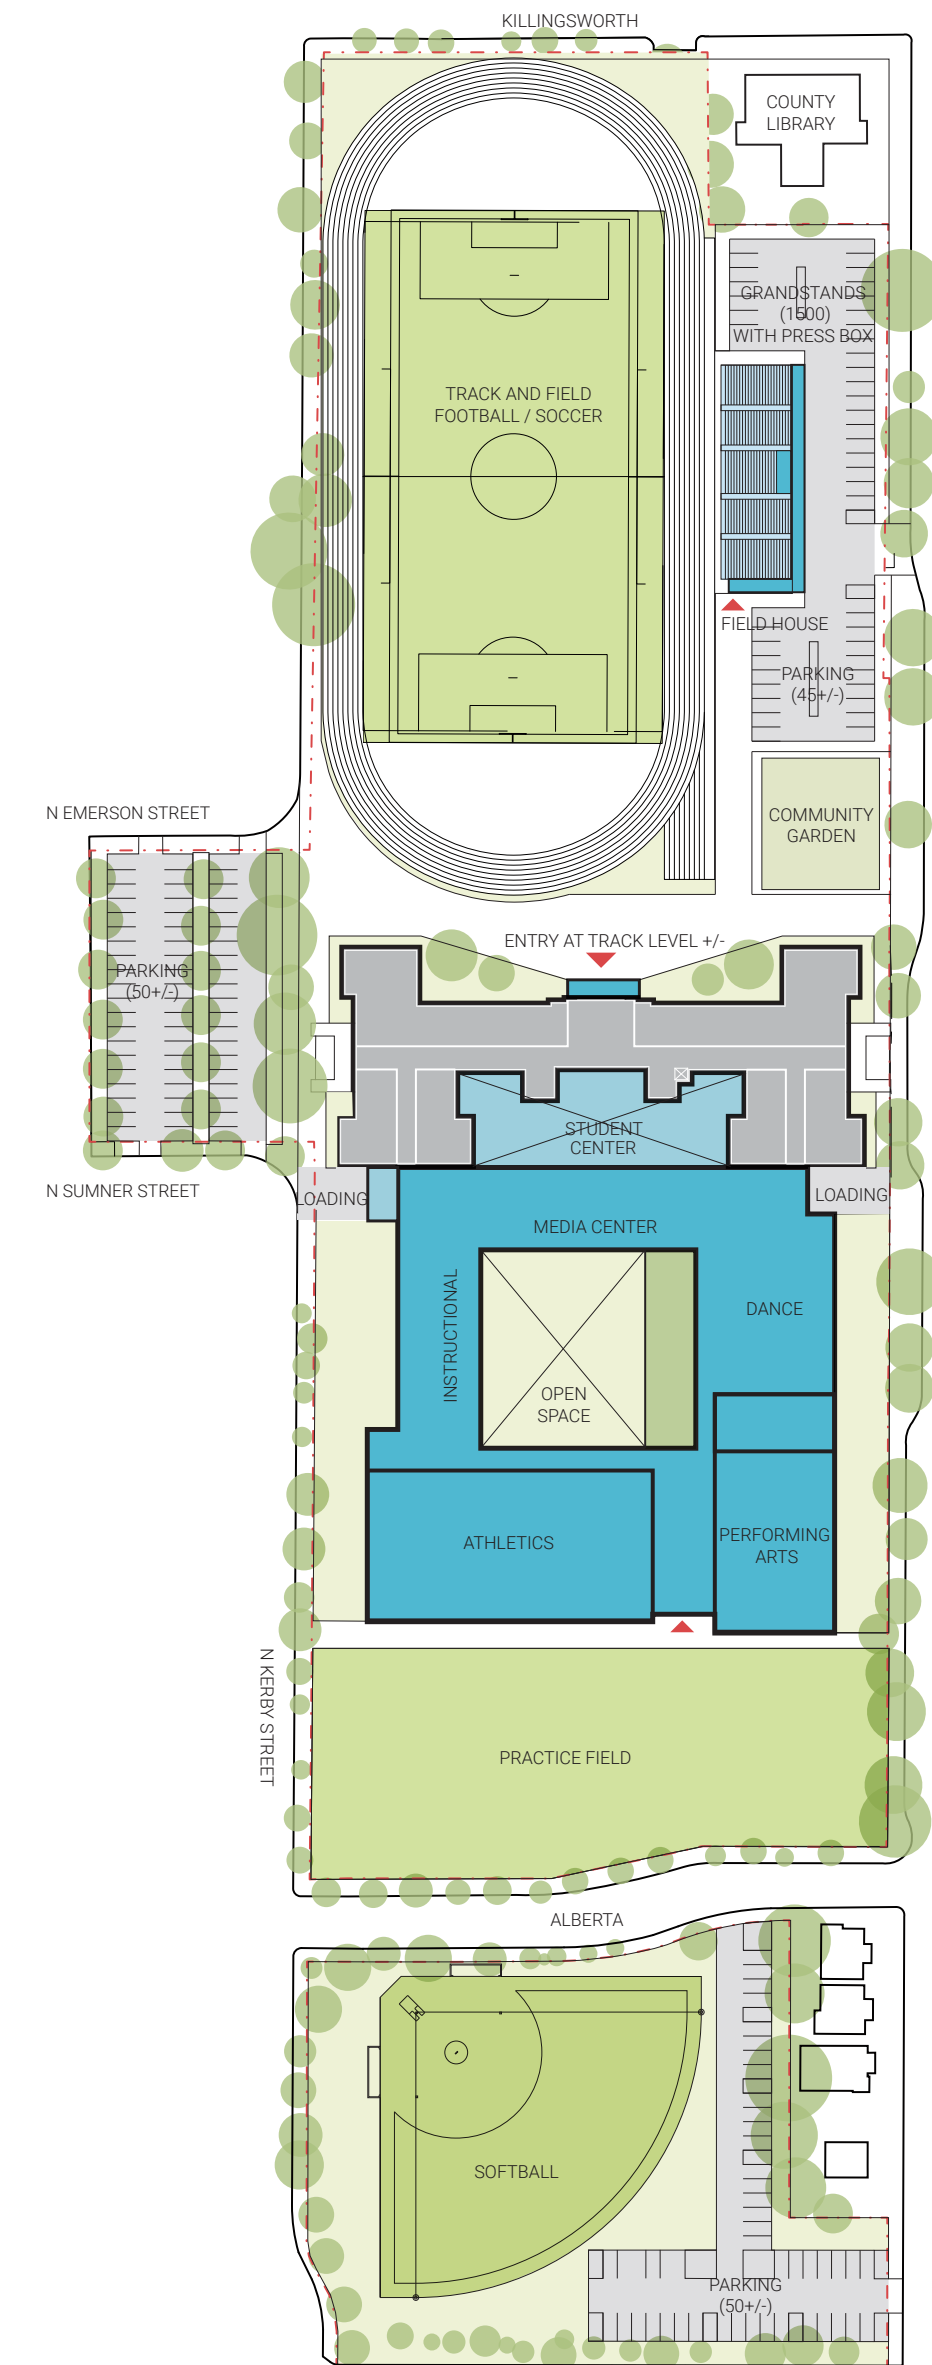 KILLINGSWORTH
COUNTY
LIBRARY
GRANDSTANDS
(1500)
WITH PRESS BOX
TRACK AND FIELD
FOOTBALL / SOCCER
FIELD HOUSE
PARKING
(45+/-)
N EMERSON STREET
COMMUNITY
GARDEN
ENTRY AT TRACK LEVEL +/-
PARKING
(50+/-)
STUDENT
CENTER
N SUMNER STREET
LOADING
LOADING
MEDIA CENTER
INSTRUCTIONAL
DANCE
OPEN
SPACE
ATHLETICS
PERFORMING
ARTS
N KERBY STREET
PRACTICE FIELD
ALBERTA
SOFTBALL
PARKING
(50+/-)